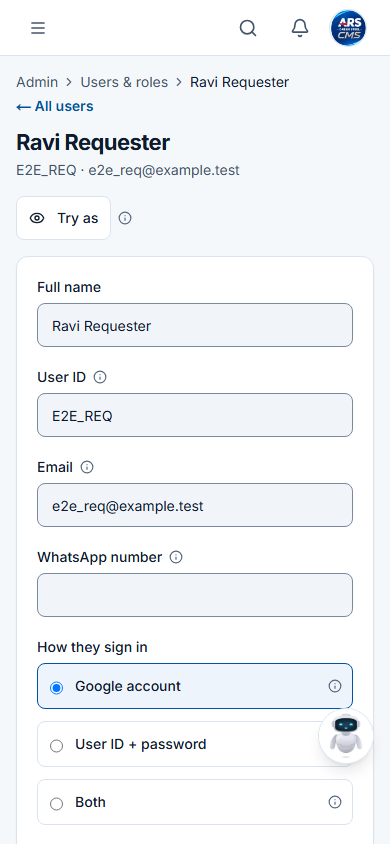 ARS
CMS
Admin > Users & roles > Ravi Requester
← All users
Ravi Requester
E2E_REQ · e2e_req@example.test
Try as
Full name
Ravi Requester
User ID
E2E_REQ
Email
e2e_req@example.test
WhatsApp number
How they sign in
Google account
User ID + password
Both